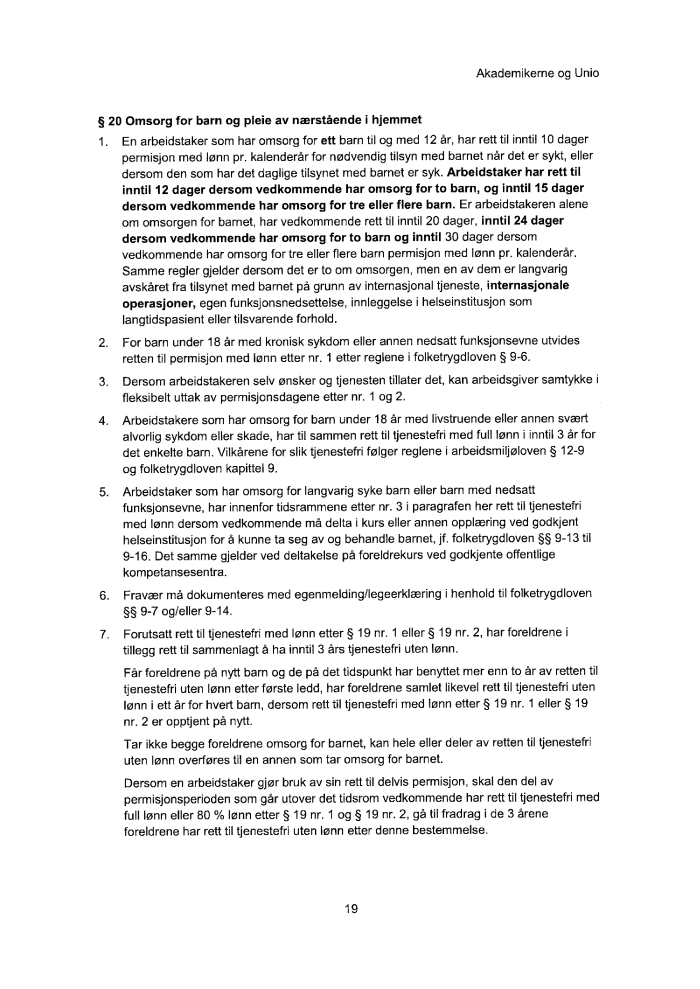 Akademikerne og Unio
§ 20 Omsorg for barn og pleie av nærstående i hjemmet
1. En arbeidstaker som har omsorg for ett barn til og med 12 år, har rett til inntil 10 dager
permisjon med lønn pr. kalenderår for nødvendig tilsyn med barnet når det er sykt, eller
dersom den som har det daglige tilsynet med barnet er syk. Arbeidstaker har rett til
inntil 12 dager dersom vedkommende har omsorg for to barn, og inntil 15 dager
dersom vedkommende har omsorg for tre eller flere barn. Er arbeidstakeren alene
om omsorgen for barnet, har vedkommende rett til inntil 20 dager, inntil 24 dager
dersom vedkommende har omsorg for to barn og inntil 30 dager dersom
vedkommende har omsorg for tre eller flere barn permisjon med lønn pr. kalenderår.
Samme regler gjelder dersom det er to om omsorgen, men en av dem er langvarig
avskåret fra tilsynet med barnet på grunn av internasjonal tjeneste, internasjonale
operasjoner, egen funksjonsnedsettelse, innleggelse i helseinstitusjon som
langtidspasient eller tilsvarende forhold.
2. For barn under 18 år med kronisk sykdom eller annen nedsatt funksjonsevne utvides
retten til permisjon med lønn etter nr. 1 etter reglene i folketrygdloven § 9-6.
3. Dersom arbeidstakeren selv ønsker og tjenesten tillater det, kan arbeidsgiver samtykke i
fleksibelt uttak av permisjonsdagene etter nr. 1 og 2.
4. Arbeidstakere som har omsorg for barn under 18 år med livstruende eller annen svært
alvorlig sykdom eller skade, har til sammen rett til tjenestefri med full lønn i inntil 3 år for
det enkelte barn. Vilkårene for slik tjenestefri følger reglene i arbeidsmiljøloven § 12-9
og folketrygdloven kapittel 9.
5. Arbeidstaker som har omsorg for langvarig syke barn eller barn med nedsatt
funksjonsevne, har innenfor tidsrammene etter nr. 3 i paragrafen her rett til tjenestefri
med lønn dersom vedkommende må delta i kurs eller annen opplæring ved godkjent
helseinstitusjon for å kunne ta seg av og behandle barnet, jf. folketrygdloven §§ 9-13 til
9-16. Det samme gjelder ved deltakelse på foreldrekurs ved godkjente offentlige
kompetansesentra.
6. Fravær må dokumenteres med egenmelding/legeerklæring i henhold til folketrygdloven
§§ 9-7 og/eller 9-14.
7. Forutsatt rett til tjenestefri med lønn etter § 19 nr. 1 eller § 19 nr. 2, har foreldrene i
tillegg rett til sammenlagt å ha inntil 3 års tjenestefri uten lønn.
Får foreldrene på nytt barn og de på det tidspunkt har benyttet mer enn to år av retten til
tjenestefri uten lønn etter første ledd, har foreldrene samlet likevel rett til tjenestefri uten
lønn i ett år for hvert barn, dersom rett til tjenestefri med lønn etter § 19 nr. 1 eller § 19
nr. 2 er opptjent på nytt.
Tar ikke begge foreldrene omsorg for barnet, kan hele eller deler av retten til tjenestefri
uten lønn overføres til en annen som tar omsorg for barnet.
Dersom en arbeidstaker gjør bruk av sin rett til delvis permisjon, skal den del av
permisjonsperioden som går utover det tidsrom vedkommende har rett til tjenestefri med
full lønn eller 80 % lønn etter § 19 nr. 1 og § 19 nr. 2, gå til fradrag i de 3 årene
foreldrene har rett til tjenestefri uten lønn etter denne bestemmelse.
19